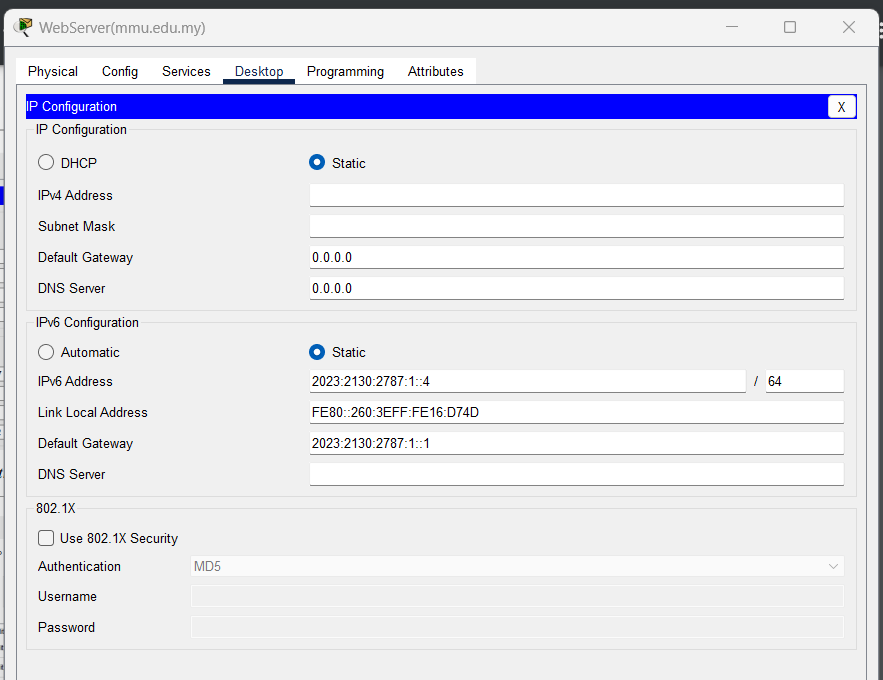 WebServer(mmu.edu.my)
Physical Config Services Desktop Programming Attributes
IP Configuration X
IP Configuration
DHCP Static
IPv4 Address
Subnet Mask
Default Gateway 0.0.0.0
DNS Server 0.0.0.0
IPv6 Configuration
Automatic Static
IPv6 Address 2023:2130:2787:1::4 / 64
Link Local Address FE80::260:3EFF:FE16:D74D
Default Gateway 2023:2130:2787:1::1
DNS Server
802.1X
Use 802.1X Security
Authentication MD5
Username
Password